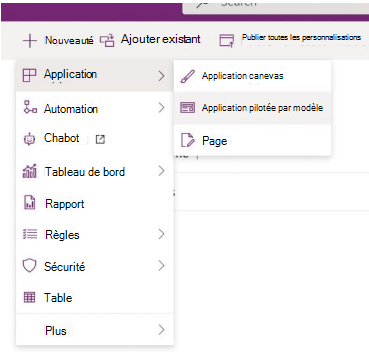 Search
Nouveauté
Ajouter existant
Publier toutes les personnalisations
Application
Application canevas
Automation
Application pilotée par modèle
Chabot
Page
Tableau de bord
Rapport
Règles
Sécurité
Table
Plus